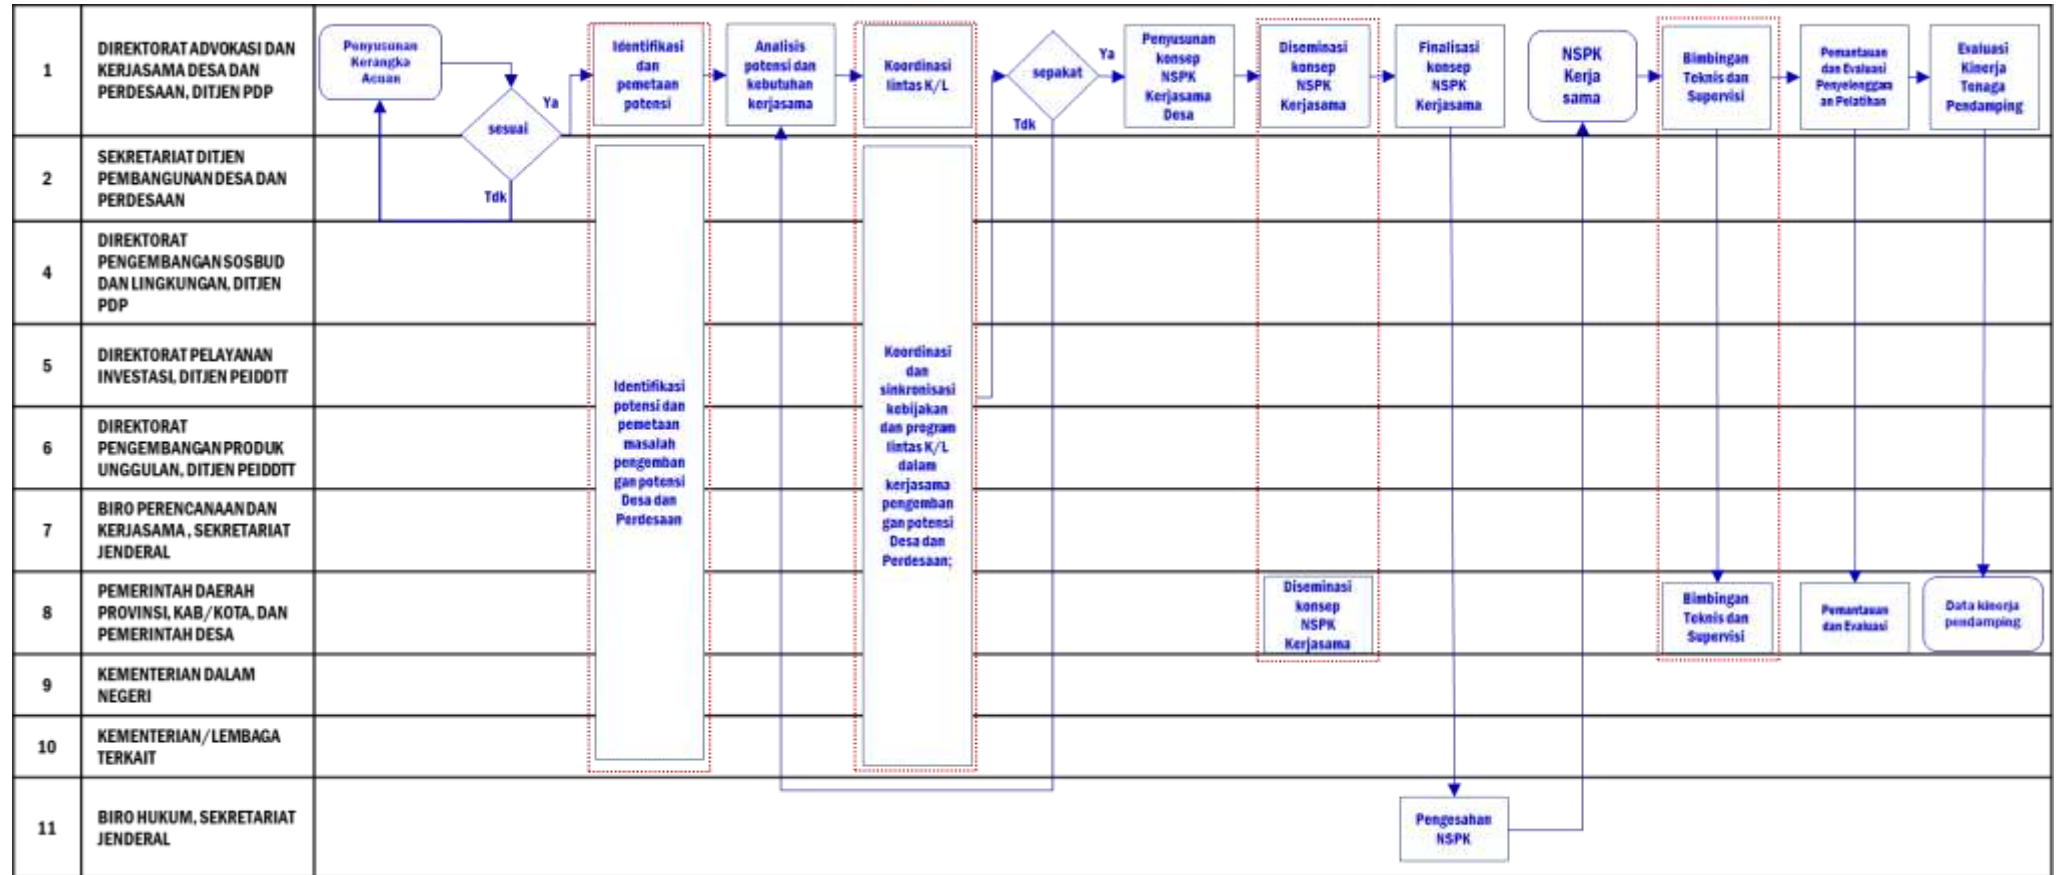 1
DIREKTORAT ADVOKASI DAN
KERJASAMA DESA DAN
PERDESAAN, DITJEN PDP
Penyusunan
Kerangka
Acuan
sesuai
Ya
Tdk
Identifikasi
dan
pemetaan
potensi
Analisis
potensi dan
kebutuhan
kerjasama
Koordinasi
lintas K/L
sepakat
Ya
Tdk
Penyusunan
konsep
NSPK
Kerjasama
Desa
Diseminasi
konsep
NSPK
Kerjasama
Finalisasi
konsep
NSPK
Kerjasama
NSPK
Kerja
sama
Bimbingan
Teknis dan
Supervisi
Pemantauan
dan Evaluasi
Penyelenggara
an Pelatihan
Evaluasi
Kinerja
Tenaga
Pendamping
2
SEKRETARIAT DITJEN
PEMBANGUNAN DESA DAN
PERDESAAN
4
DIREKTORAT
PENGEMBANGAN SOSBUD
DAN LINGKUNGAN, DITJEN
PDP
5
DIREKTORAT PELAYANAN
INVESTASI, DITJEN PEIDDTT
Identifikasi
potensi dan
pemetaan
masalah
pengemban
gan potensi
Desa dan
Perdesaan
Koordinasi
dan
sinkronisasi
kebijakan
dan program
lintas K/L
dalam
kerjasama
pengemban
gan potensi
Desa dan
Perdesaan;
6
DIREKTORAT
PENGEMBANGAN PRODUK
UNGGULAN, DITJEN PEIDDTT
7
BIRO PERENCANAAN DAN
KERJASAMA , SEKRETARIAT
JENDERAL
8
PEMERINTAH DAERAH
PROVINSI, KAB/KOTA, DAN
PEMERINTAH DESA
Diseminasi
konsep
NSPK
Kerjasama
Bimbingan
Teknis dan
Supervisi
Pemantauan
dan Evaluasi
Data kinerja
pendamping
9
KEMENTERIAN DALAM
NEGERI
10
KEMENTERIAN/LEMBAGA
TERKAIT
11
BIRO HUKUM, SEKRETARIAT
JENDERAL
Pengesahan
NSPK